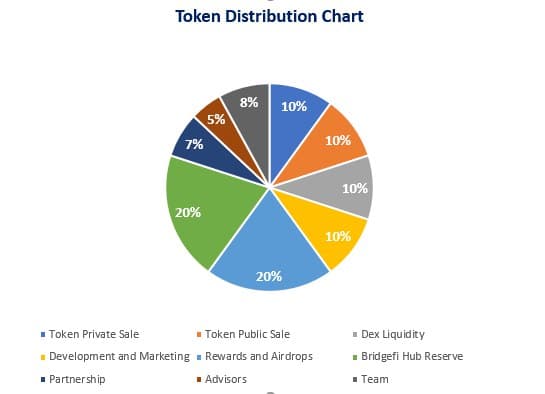 Token Distribution Chart
8%
10%
5%
10%
7%
10%
20%
10%
20%
Token Private Sale
Token Public Sale
Dex Liquidity
Development and Marketing
Rewards and Airdrops
Bridgefi Hub Reserve
Partnership
Advisors
Team